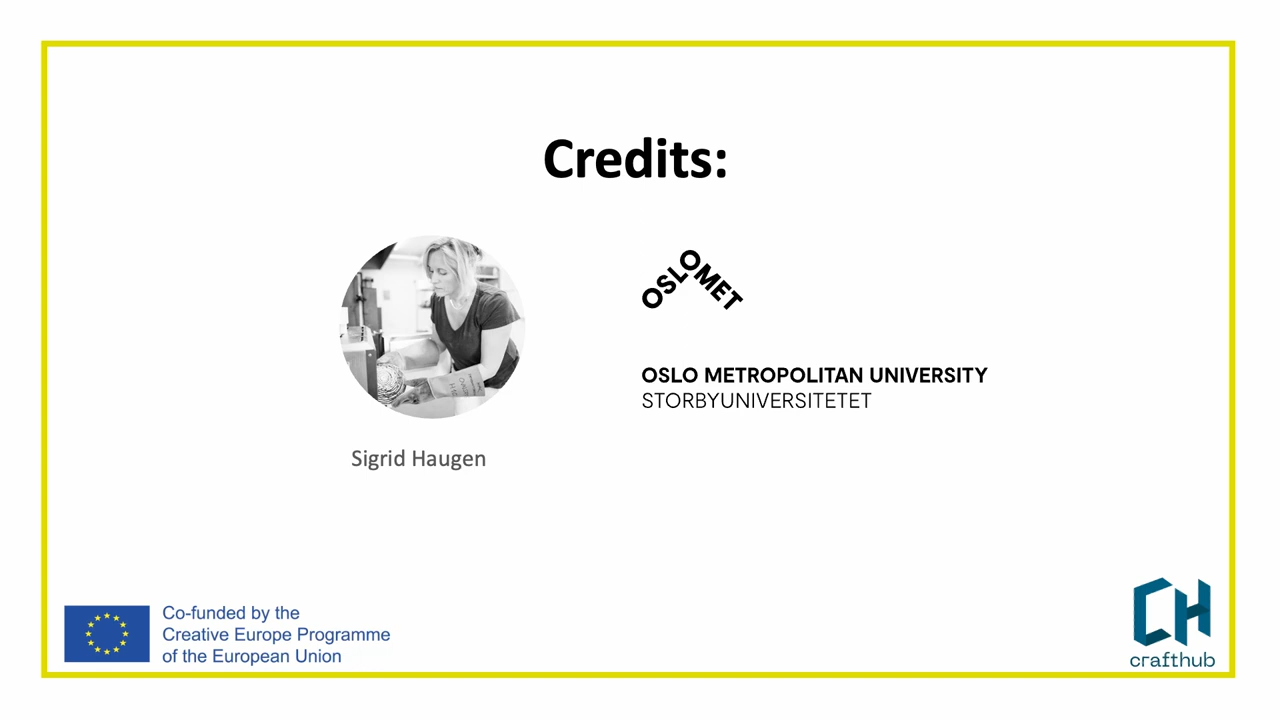 Credits:
OSLOMET
OSLO METROPOLITAN UNIVERSITY
STORBYUNIVERSITETET
Sigrid Haugen
Co-funded by the
Creative Europe Programme
of the European Union
CH
crafthub